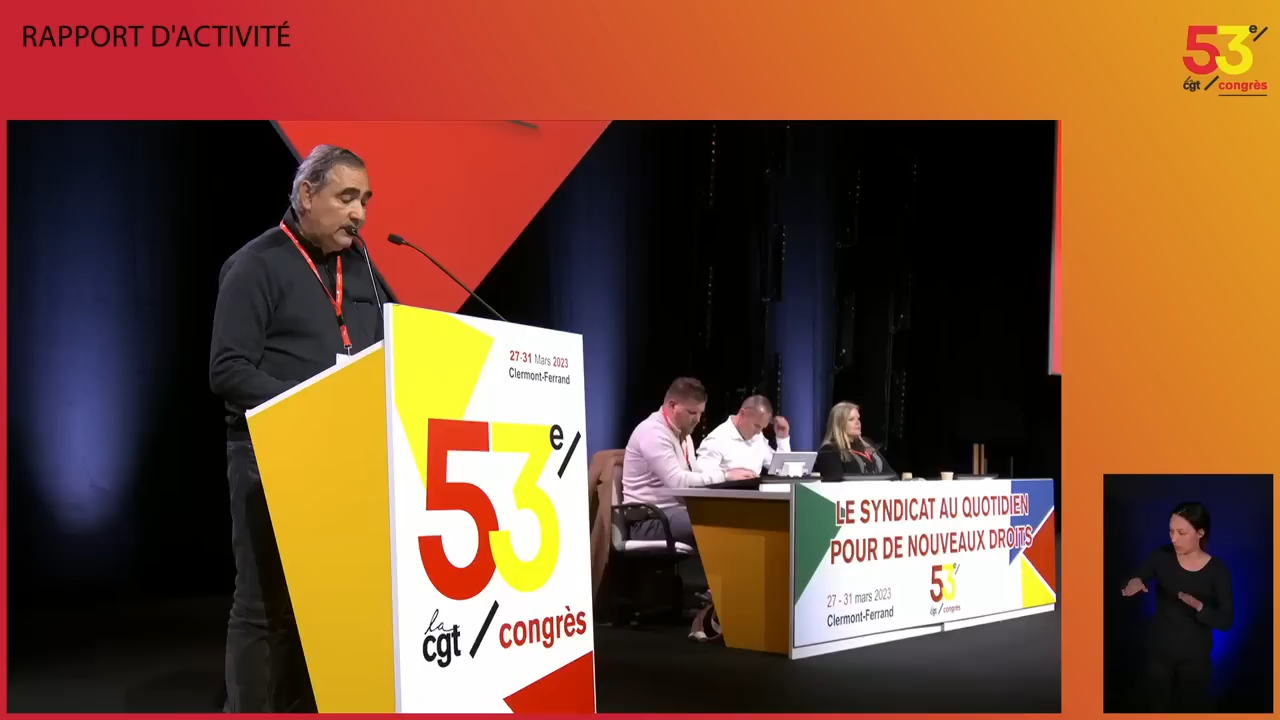 RAPPORT D'ACTIVITÉ
53e/
la cgt / congrès
27-31 Mars 2023
Clermont-Ferrand
53e/
la cgt / congrès
LE SYNDICAT AU QUOTIDIEN
POUR DE NOUVEAUX DROITS
53e/
la cgt / congrès
27 - 31 mars 2023
Clermont-Ferrand